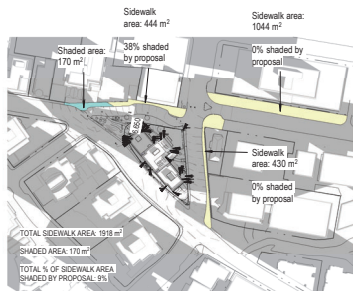 Sidewalk
area: 444 m²
38% shaded
by proposal
Sidewalk area:
1044 m²
0% shaded
by proposal
Shaded area:
170 m²
Sidewalk
area: 430 m²
0% shaded
by proposal
TOTAL SIDEWALK AREA: 1918 m²
SHADED AREA: 170 m²
TOTAL % OF SIDEWALK AREA
SHADED BY PROPOSAL: 9%